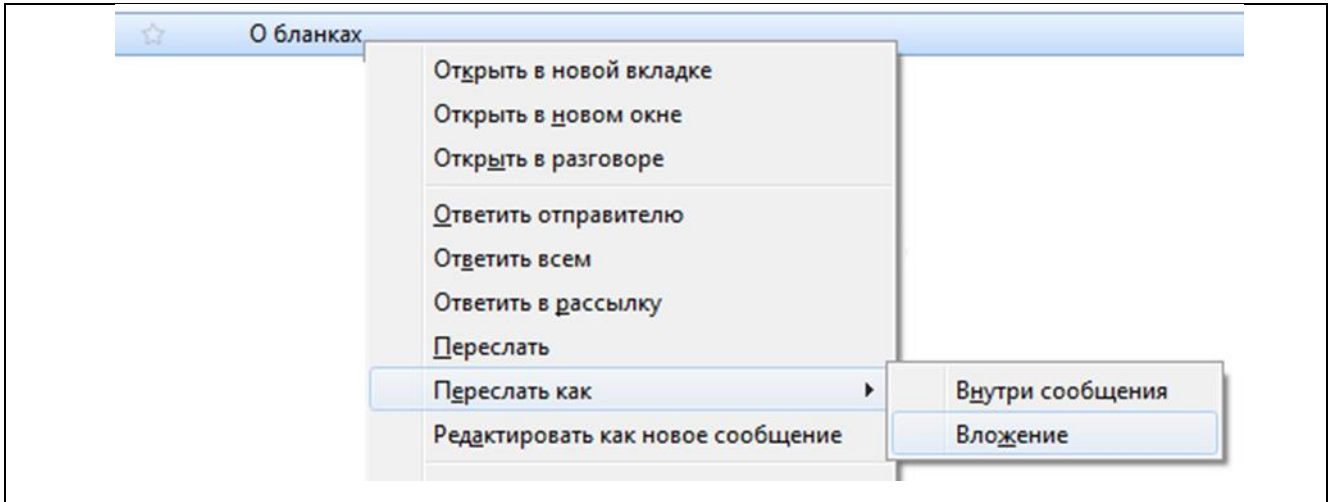 О бланках
Открыть в новой вкладке
Открыть в новом окне
Открыть в разговоре
Ответить отправителю
Ответить всем
Ответить в рассылку
Переслать
Переслать как
Внутри сообщения
Редактировать как новое сообщение
Вложение